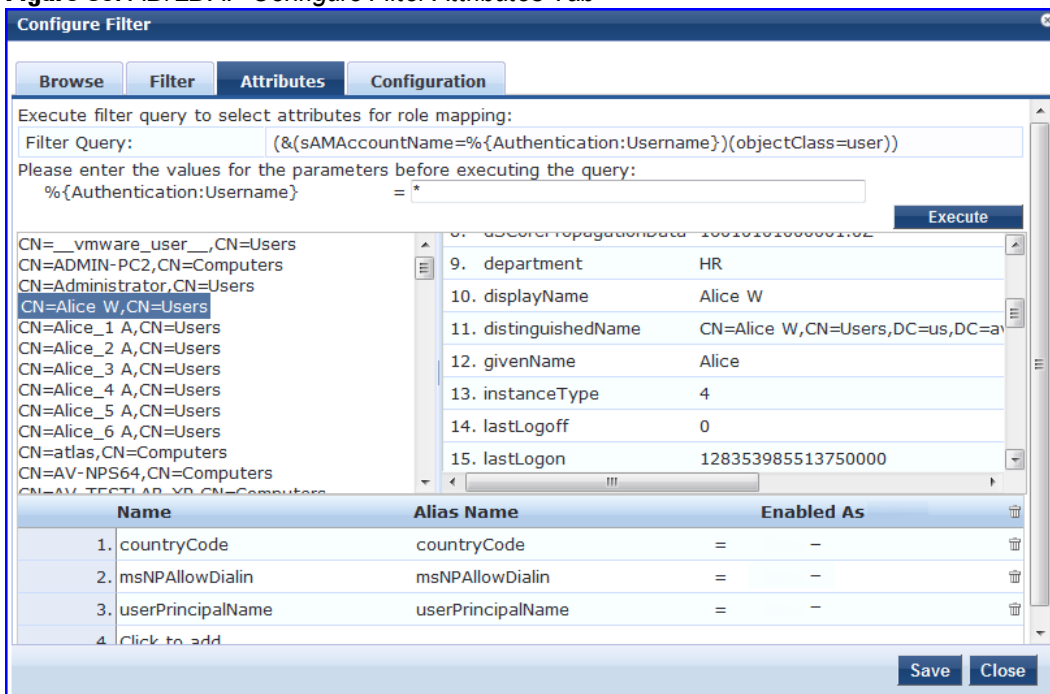 Configure Filter
Browse Filter Attributes Configuration
Execute filter query to select attributes for role mapping:
Filter Query: (&(sAMAccountName=%{Authentication:Username})(objectClass=user))
Please enter the values for the parameters before executing the query:
%{Authentication:Username} = *
Execute
CN=__vmware_user__,CN=Users
CN=ADMIN-PC2,CN=Computers
CN=Administrator,CN=Users
CN=Alice W,CN=Users
CN=Alice_1 A,CN=Users
CN=Alice_2 A,CN=Users
CN=Alice_3 A,CN=Users
CN=Alice_4 A,CN=Users
CN=Alice_5 A,CN=Users
CN=Alice_6 A,CN=Users
CN=atlas,CN=Computers
CN=AV-NPS64,CN=Computers
9. department HR
10. displayName Alice W
11. distinguishedName CN=Alice W,CN=Users,DC=us,DC=av
12. givenName Alice
13. instanceType 4
14. lastLogoff 0
15. lastLogon 128353985513750000
Name Alias Name Enabled As
1. countryCode countryCode = –
2. msNPAllowDialin msNPAllowDialin = –
3. userPrincipalName userPrincipalName = –
4. Click to add
Save Close